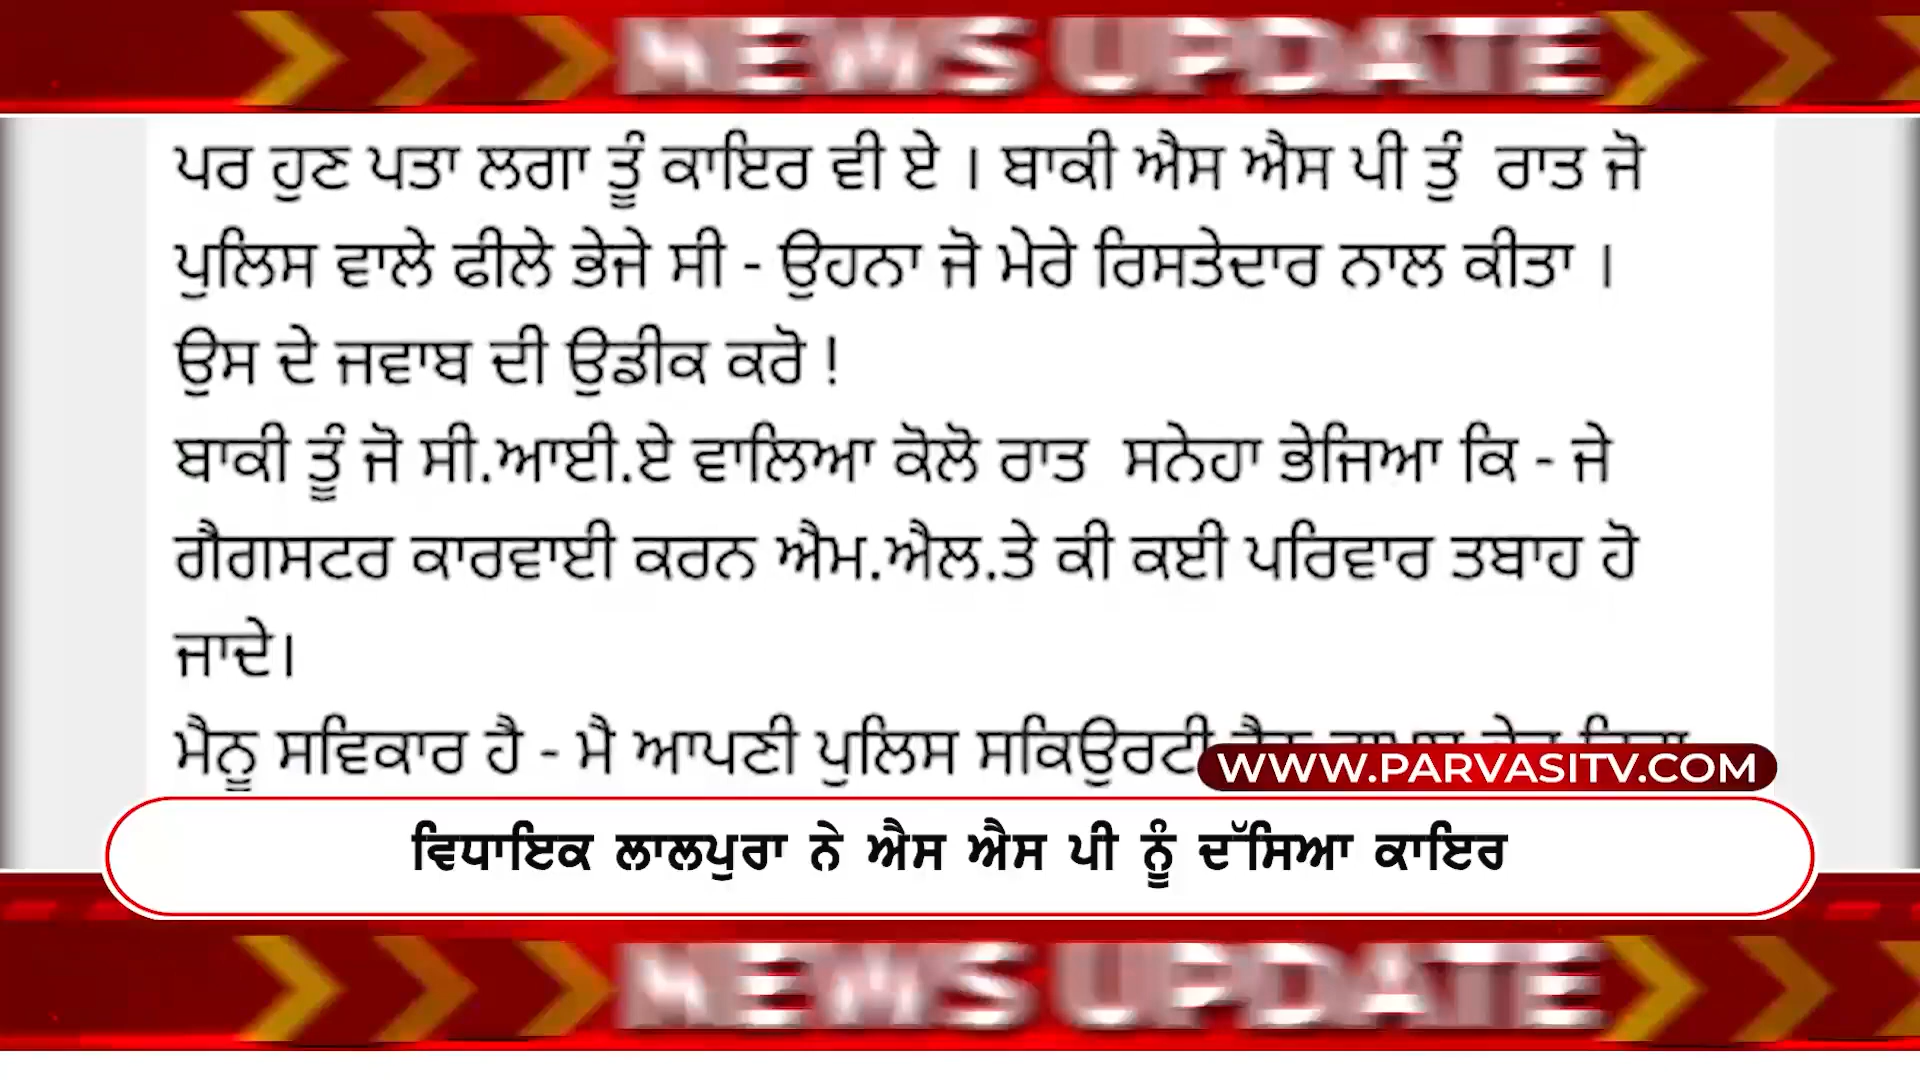 NEWS UPDATE
ਪਰ ਹੁਣ ਪਤਾ ਲਗਾ ਤੂੰ ਕਾਇਰ ਵੀ ਏ । ਬਾਕੀ ਐਸ ਐਸ ਪੀ ਤੁੰ ਰਾਤ ਜੋ
ਪੁਲਿਸ ਵਾਲੇ ਫੀਲੇ ਭੇਜੇ ਸੀ - ਉਹਨਾ ਜੋ ਮੇਰੇ ਰਿਸਤੇਦਾਰ ਨਾਲ ਕੀਤਾ ।
ਉਸ ਦੇ ਜਵਾਬ ਦੀ ਉਡੀਕ ਕਰੋ !
ਬਾਕੀ ਤੂੰ ਜੋ ਸੀ.ਆਈ.ਏ ਵਾਲਿਆ ਕੋਲੋ ਰਾਤ ਸਨੇਹਾ ਭੇਜਿਆ ਕਿ - ਜੇ
ਗੈਗਸਟਰ ਕਾਰਵਾਈ ਕਰਨ ਐਮ.ਐਲ.ਤੇ ਕੀ ਕਈ ਪਰਿਵਾਰ ਤਬਾਹ ਹੋ
ਜਾਦੇ।
ਮੈਨੂ ਸਵਿਕਾਰ ਹੈ - ਮੈ ਆਪਣੀ ਪੁਲਿਸ ਸਕਿਉਰਟੀ
WWW.PARVASITV.COM
ਵਿਧਾਇਕ ਲਾਲਪੁਰਾ ਨੇ ਐਸ ਐਸ ਪੀ ਨੂੰ ਦੱਸਿਆ ਕਾਇਰ
NEWS UPDATE